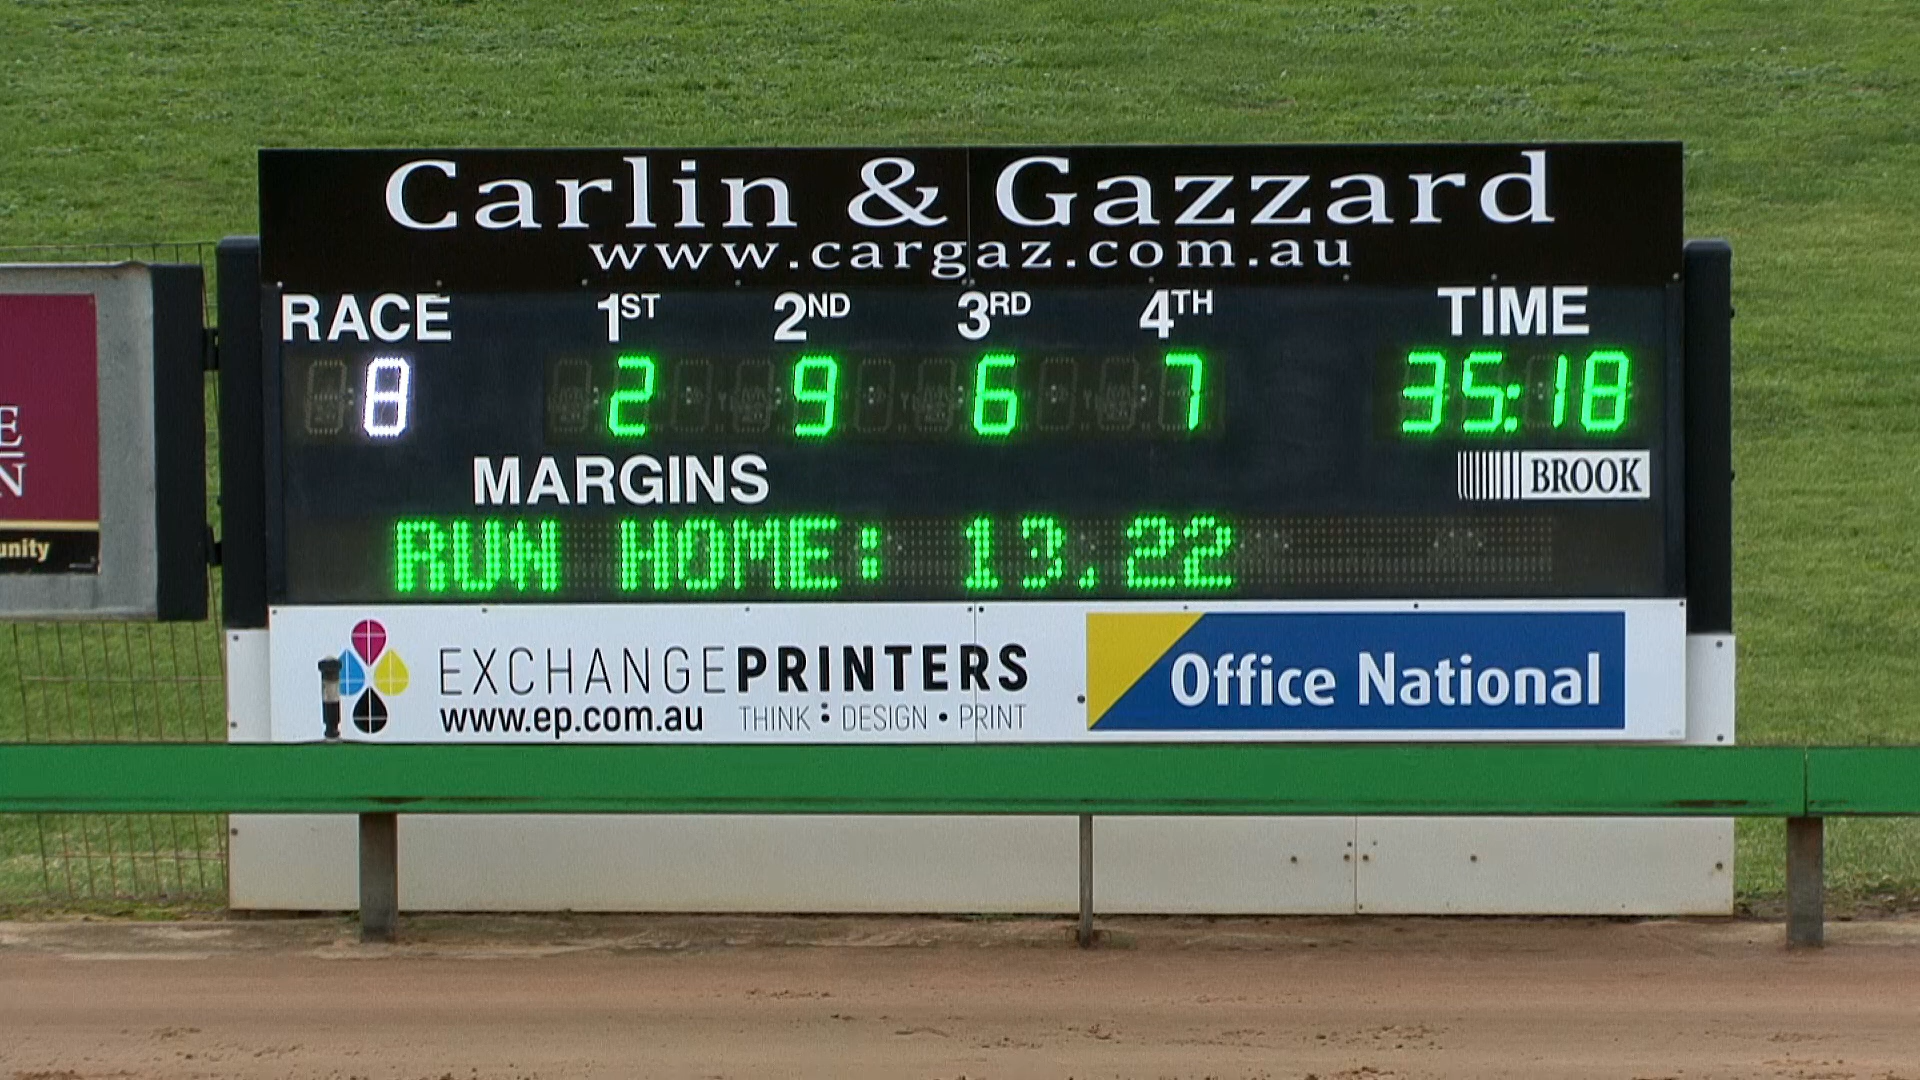 Carlin & Gazzard
www.cargaz.com.au
RACE 1ST 2ND 3RD 4TH TIME
8 2 9 6 7 35:18
MARGINS
BROOK
RUN HOME: 13.22
EXCHANGEPRINTERS
www.ep.com.au THINK : DESIGN • PRINT
Office National
E
N
unity